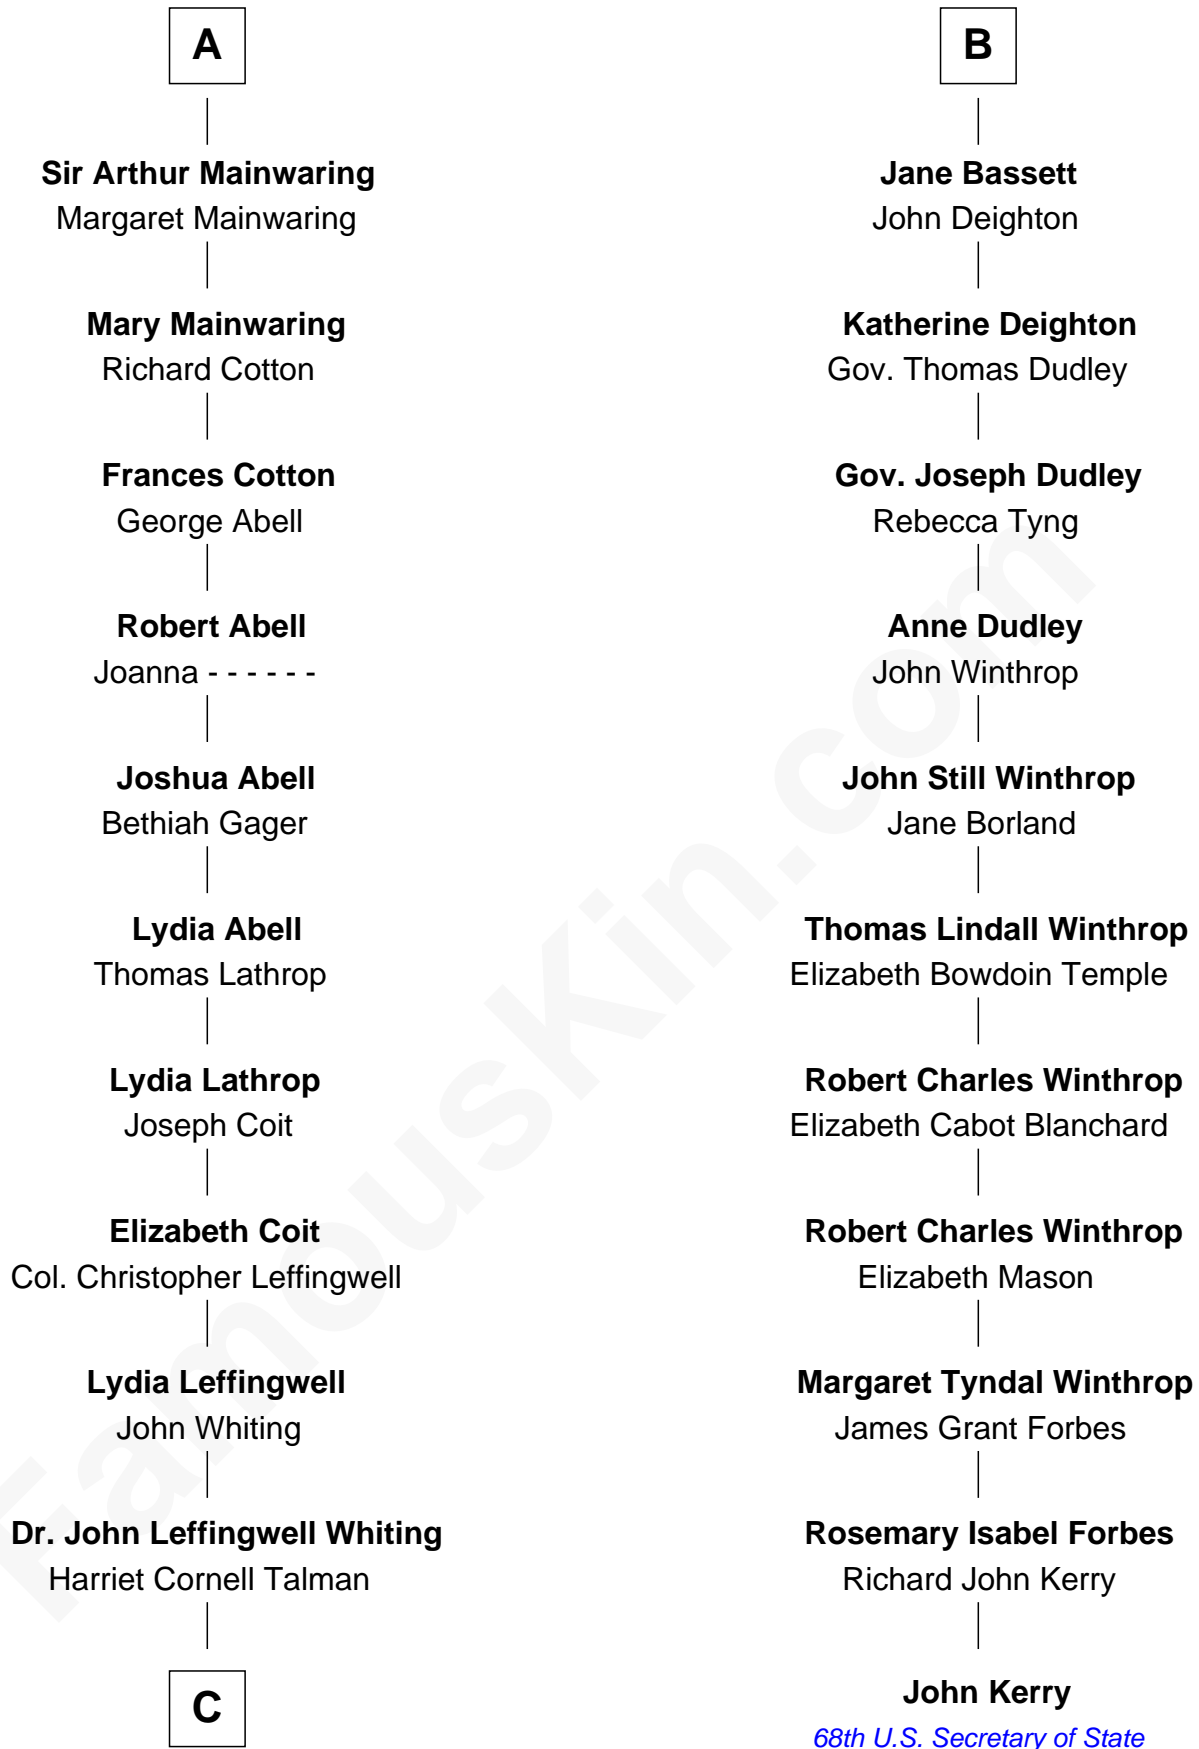 A
Sir Arthur Mainwaring
Margaret Mainwaring
Mary Mainwaring
Richard Cotton
Frances Cotton
George Abell
Robert Abell
Joanna - - - - - -
Joshua Abell
Bethiah Gager
Lydia Abell
Thomas Lathrop
Lydia Lathrop
Joseph Coit
Elizabeth Coit
Col. Christopher Leffingwell
Lydia Leffingwell
John Whiting
Dr. John Leffingwell Whiting
Harriet Cornell Talman
C
B
Jane Bassett
John Deighton
Katherine Deighton
Gov. Thomas Dudley
Gov. Joseph Dudley
Rebecca Tyng
Anne Dudley
John Winthrop
John Still Winthrop
Jane Borland
Thomas Lindall Winthrop
Elizabeth Bowdoin Temple
Robert Charles Winthrop
Elizabeth Cabot Blanchard
Robert Charles Winthrop
Elizabeth Mason
Margaret Tyndal Winthrop
James Grant Forbes
Rosemary Isabel Forbes
Richard John Kerry
John Kerry
68th U.S. Secretary of State
FamousKin.com